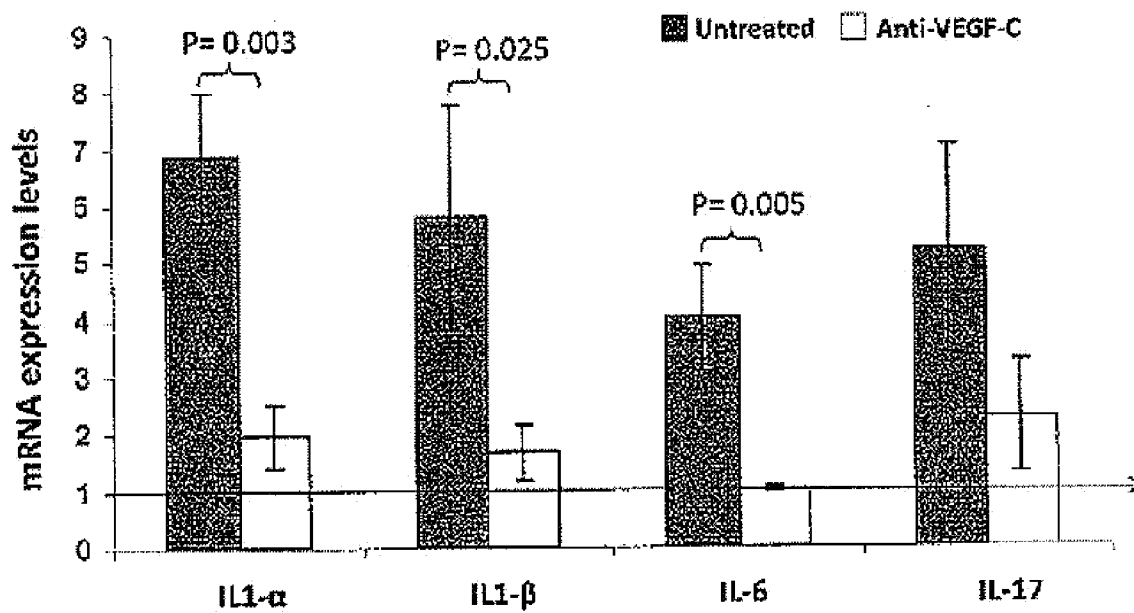 Untreated Anti-VEGF-C
P= 0.003
P= 0.025
P= 0.005
mRNA expression levels
9
8
7
6
5
4
3
2
1
0
IL1-α IL1-β IL-6 IL-17